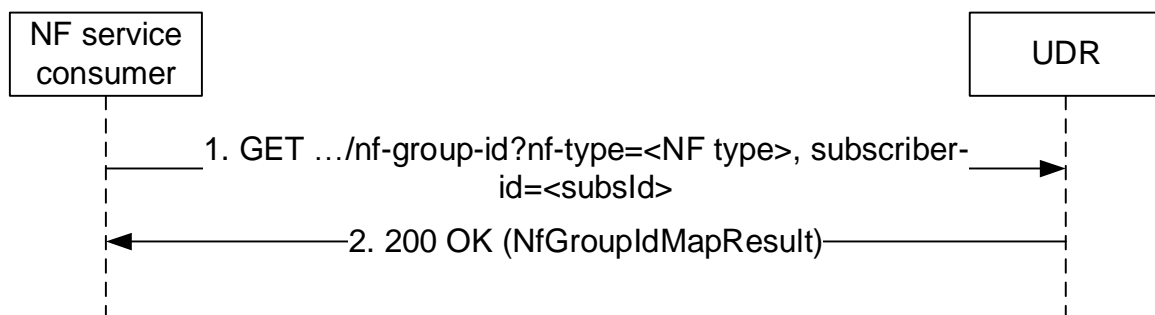 NF service
consumer
UDR
1. GET …/nf-group-id?nf-type=<NF type>, subscriber-
id=<subsId>
2. 200 OK (NfGroupIdMapResult)